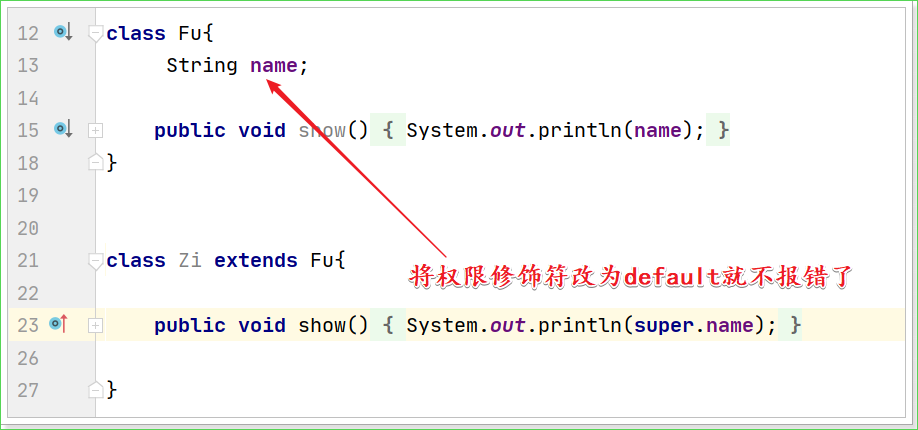 12 class Fu{
13 String name;
14
15 public void show() { System.out.println(name); }
18 }
19
20
21 class Zi extends Fu{
将权限修饰符改为default就不报错了
22
23 public void show() { System.out.println(super.name); }
26
27 }